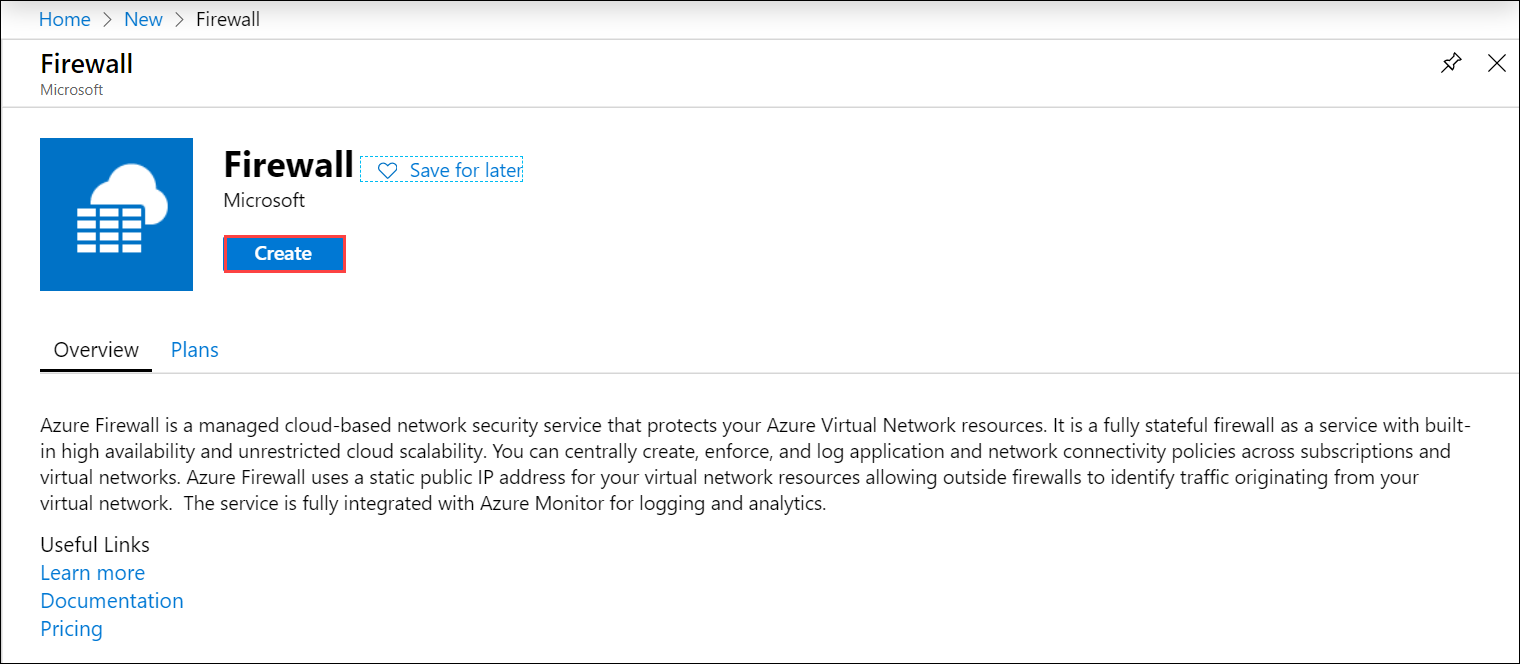 Home > New > Firewall
Firewall
Microsoft
Firewall
Save for later
Microsoft
Create
Overview Plans
Azure Firewall is a managed cloud-based network security service that protects your Azure Virtual Network resources. It is a fully stateful firewall as a service with built-
in high availability and unrestricted cloud scalability. You can centrally create, enforce, and log application and network connectivity policies across subscriptions and
virtual networks. Azure Firewall uses a static public IP address for your virtual network resources allowing outside firewalls to identify traffic originating from your
virtual network.  The service is fully integrated with Azure Monitor for logging and analytics.
Useful Links
Learn more
Documentation
Pricing